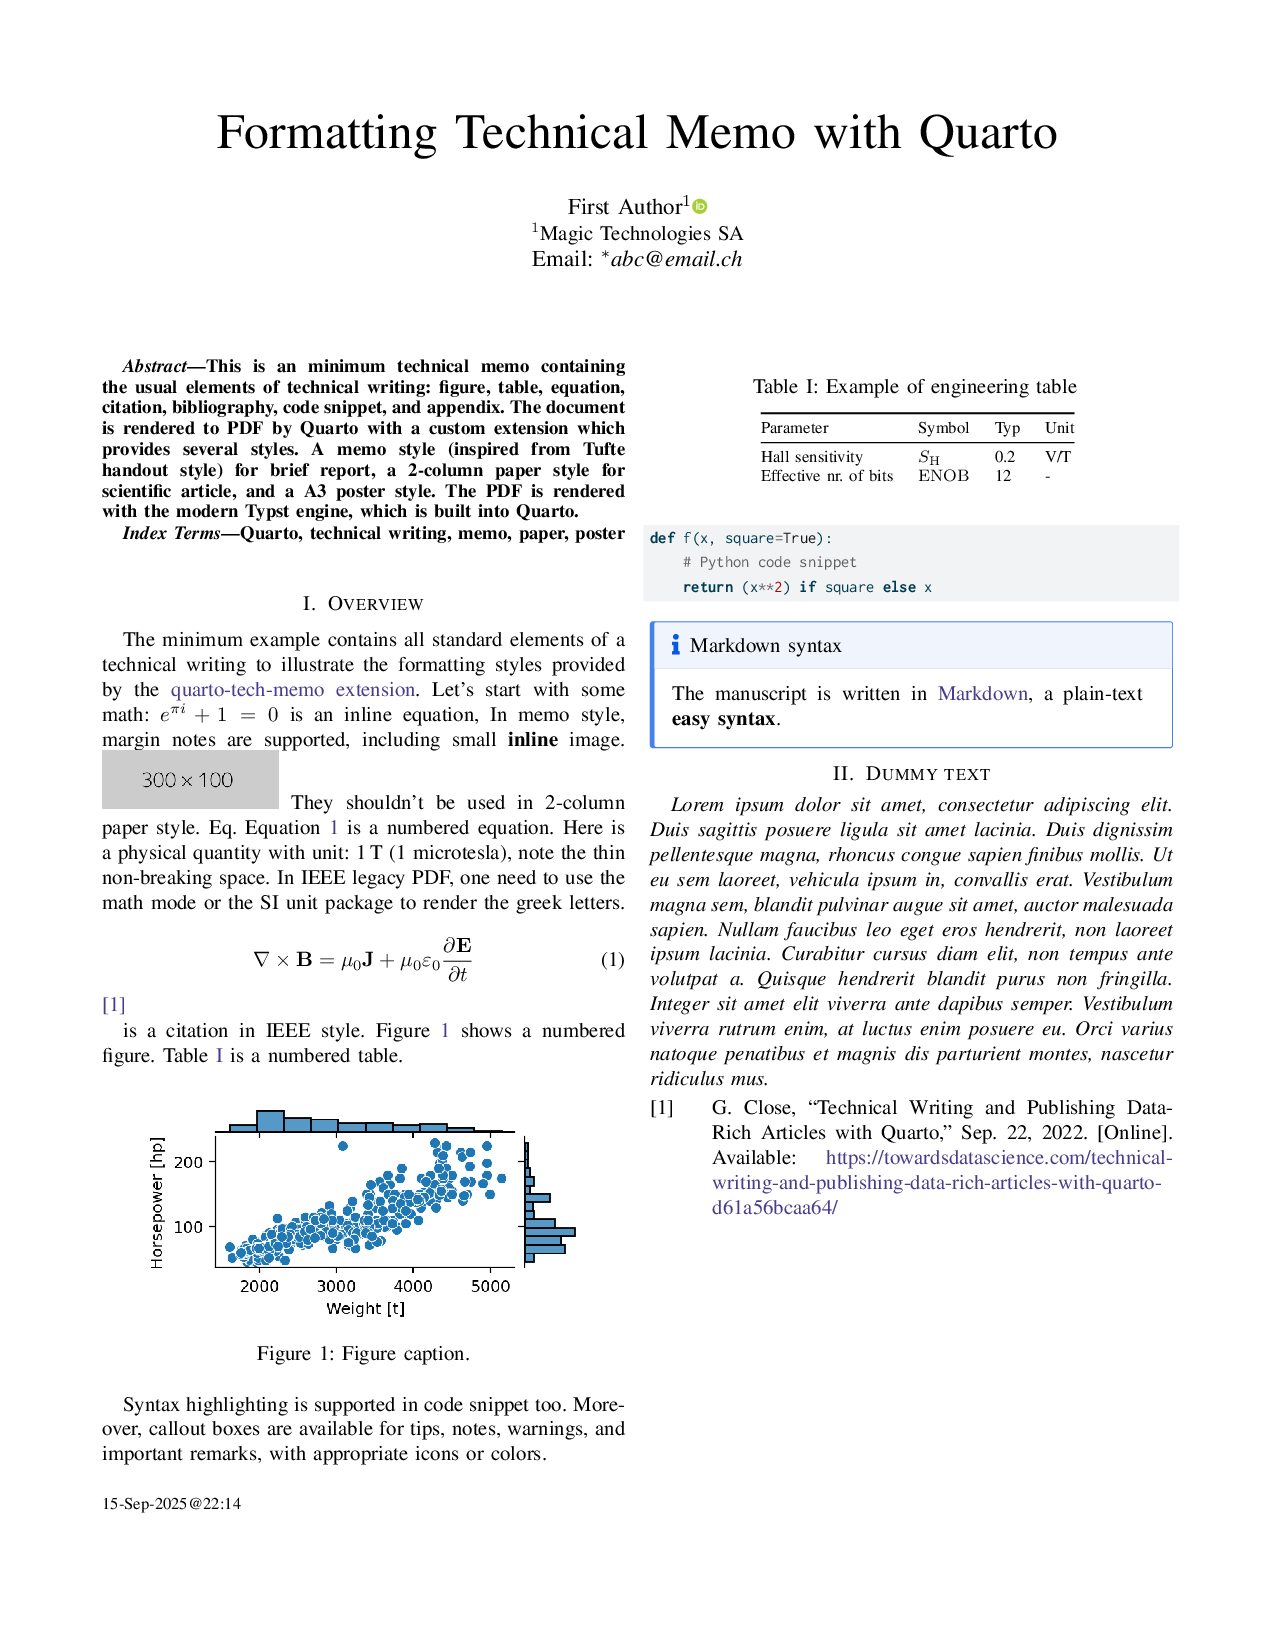 Formatting Technical Memo with Quarto
First Author¹
¹Magic Technologies SA
Email: *abc@email.ch
Abstract—This is an minimum technical memo containing
the usual elements of technical writing: figure, table, equation,
citation, bibliography, code snippet, and appendix. The document
is rendered to PDF by Quarto with a custom extension which
provides several styles. A memo style (inspired from Tufte
handout style) for brief report, a 2-column paper style for
scientific article, and a A3 poster style. The PDF is rendered
with the modern Typst engine, which is built into Quarto.
Index Terms—Quarto, technical writing, memo, paper, poster
I. OVERVIEW
The minimum example contains all standard elements of a
technical writing to illustrate the formatting styles provided
by the quarto-tech-memo extension. Let's start with some
math: e^{πi} + 1 = 0 is an inline equation, In memo style,
margin notes are supported, including small inline image.
300 × 100
They shouldn't be used in 2-column
paper style. Eq. Equation 1 is a numbered equation. Here is
a physical quantity with unit: 1 T (1 microtesla), note the thin
non-breaking space. In IEEE legacy PDF, one need to use the
math mode or the SI unit package to render the greek letters.
∇ × B = μ₀J + μ₀ε₀ ∂E/∂t (1)
[1]
is a citation in IEEE style. Figure 1 shows a numbered
figure. Table I is a numbered table.
Horsepower [hp]
200
100
2000 3000 4000 5000
Weight [t]
Figure 1: Figure caption.
Syntax highlighting is supported in code snippet too. More-
over, callout boxes are available for tips, notes, warnings, and
important remarks, with appropriate icons or colors.
Table I: Example of engineering table
Parameter Symbol Typ Unit
Hall sensitivity S_H 0.2 V/T
Effective nr. of bits ENOB 12 -
def f(x, square=True):
    # Python code snippet
    return (x**2) if square else x
Markdown syntax
The manuscript is written in Markdown, a plain-text
easy syntax.
II. DUMMY TEXT
Lorem ipsum dolor sit amet, consectetur adipiscing elit.
Duis sagittis posuere ligula sit amet lacinia. Duis dignissim
pellentesque magna, rhoncus congue sapien finibus mollis. Ut
eu sem laoreet, vehicula ipsum in, convallis erat. Vestibulum
magna sem, blandit pulvinar augue sit amet, auctor malesuada
sapien. Nullam faucibus leo eget eros hendrerit, non laoreet
ipsum lacinia. Curabitur cursus diam elit, non tempus ante
volutpat a. Quisque hendrerit blandit purus non fringilla.
Integer sit amet elit viverra ante dapibus semper. Vestibulum
viverra rutrum enim, at luctus enim posuere eu. Orci varius
natoque penatibus et magnis dis parturient montes, nascetur
ridiculus mus.
[1] G. Close, “Technical Writing and Publishing Data-
Rich Articles with Quarto,” Sep. 22, 2022. [Online].
Available: https://towardsdatascience.com/technical-
writing-and-publishing-data-rich-articles-with-quarto-
d61a56bcaa64/
15-Sep-2025@22:14